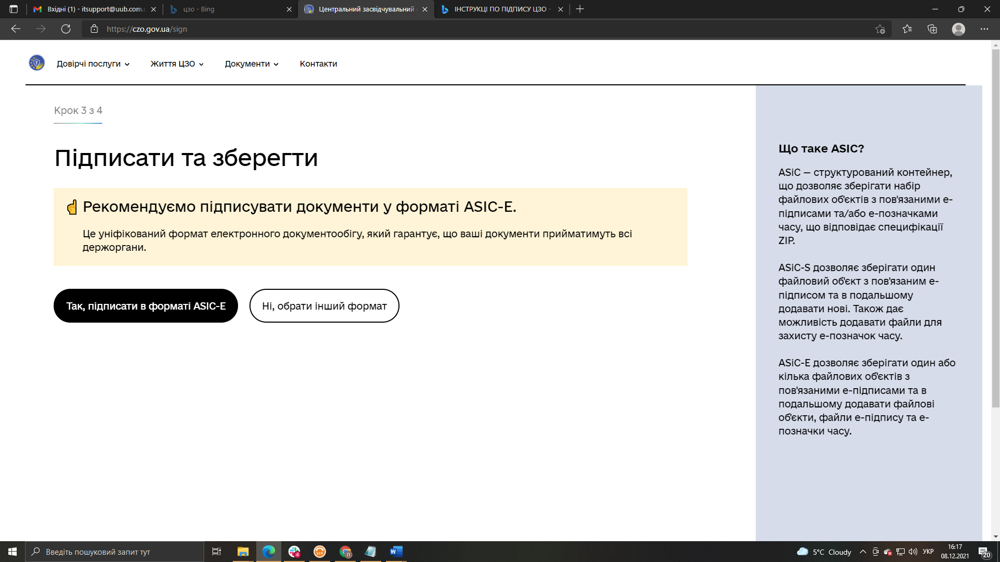 Вхідні (1) - itsupport@uub.com.u
цзо - Bing
Центральний засвідчувальний
ІНСТРУКЦІ ПО ПІДПИСУ ЦЗО -
https://czo.gov.ua/sign
Довірчі послуги
Життя ЦЗО
Документи
Контакти
Крок 3 з 4
Підписати та зберегти
☝ Рекомендуємо підписувати документи у форматі ASIC-E.
Це уніфікований формат електронного документообігу, який гарантує, що ваші документи прийматимуть всі
держоргани.
Так, підписати в форматі ASIC-E
Ні, обрати інший формат
Що таке ASIC?
ASiC — структурований контейнер,
що дозволяє зберігати набір
файлових об'єктів з пов'язаними е-
підписами та/або е-позначками
часу, що відповідає специфікації
ZIP.
ASiC-S дозволяє зберігати один
файловий об'єкт з пов'язаним е-
підписом та в подальшому
додавати нові. Також дає
можливість додавати файли для
захисту е-позначок часу.
ASiC-E дозволяє зберігати один або
кілька файлових об'єктів з
пов'язаними е-підписами та в
подальшому додавати файлові
об'єкти, файли е-підпису та е-
позначки часу.
Введіть пошуковий запит тут
4
STP
n
W
5°C Cloudy
УКР
16:17
08.12.2021
20